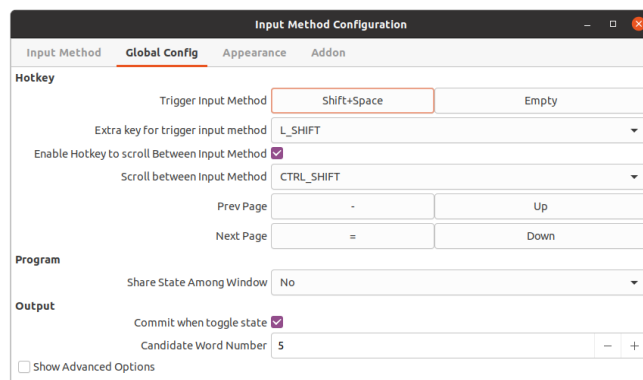 Input Method Configuration
Input Method Global Config Appearance Addon
Hotkey
Trigger Input Method Shift+Space Empty
Extra key for trigger input method L_SHIFT
Enable Hotkey to scroll Between Input Method
Scroll between Input Method CTRL_SHIFT
Prev Page - Up
Next Page = Down
Program
Share State Among Window No
Output
Commit when toggle state
Candidate Word Number 5 − +
Show Advanced Options